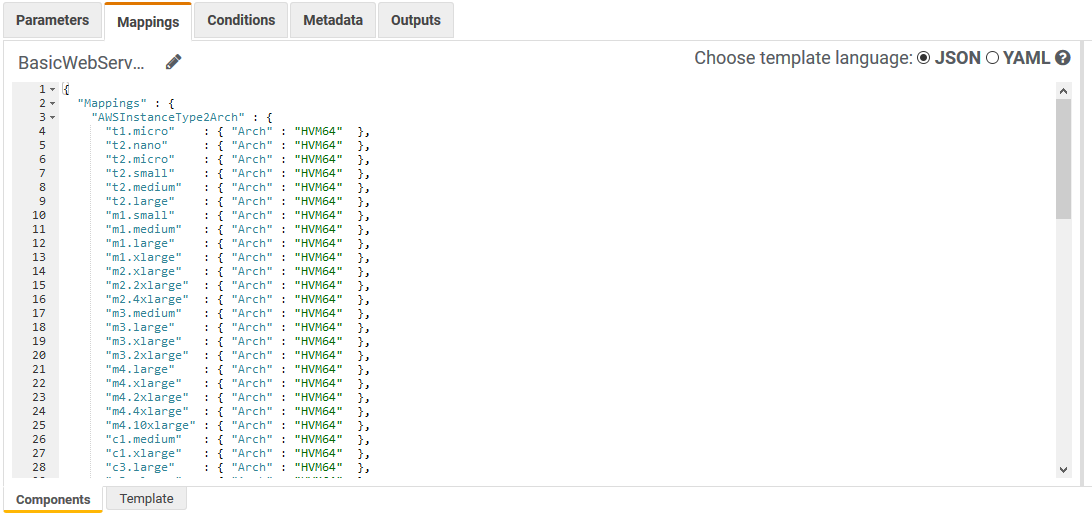 Parameters Mappings Conditions Metadata Outputs
BasicWebServ... Choose template language: JSON YAML ?
1 {
2 "Mappings" : {
3 "AWSInstanceType2Arch" : {
4 "t1.micro" : { "Arch" : "HVM64" },
5 "t2.nano" : { "Arch" : "HVM64" },
6 "t2.micro" : { "Arch" : "HVM64" },
7 "t2.small" : { "Arch" : "HVM64" },
8 "t2.medium" : { "Arch" : "HVM64" },
9 "t2.large" : { "Arch" : "HVM64" },
10 "m1.small" : { "Arch" : "HVM64" },
11 "m1.medium" : { "Arch" : "HVM64" },
12 "m1.large" : { "Arch" : "HVM64" },
13 "m1.xlarge" : { "Arch" : "HVM64" },
14 "m2.xlarge" : { "Arch" : "HVM64" },
15 "m2.2xlarge" : { "Arch" : "HVM64" },
16 "m2.4xlarge" : { "Arch" : "HVM64" },
17 "m3.medium" : { "Arch" : "HVM64" },
18 "m3.large" : { "Arch" : "HVM64" },
19 "m3.xlarge" : { "Arch" : "HVM64" },
20 "m3.2xlarge" : { "Arch" : "HVM64" },
21 "m4.large" : { "Arch" : "HVM64" },
22 "m4.xlarge" : { "Arch" : "HVM64" },
23 "m4.2xlarge" : { "Arch" : "HVM64" },
24 "m4.4xlarge" : { "Arch" : "HVM64" },
25 "m4.10xlarge" : { "Arch" : "HVM64" },
26 "c1.medium" : { "Arch" : "HVM64" },
27 "c1.xlarge" : { "Arch" : "HVM64" },
28 "c3.large" : { "Arch" : "HVM64" },
Components Template